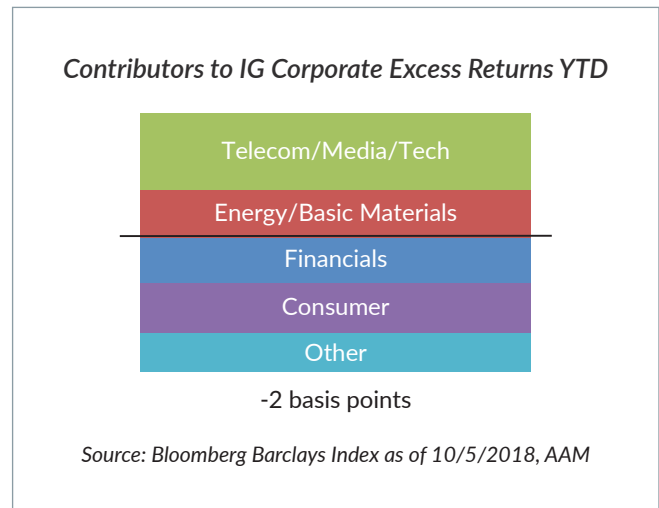 Contributors to IG Corporate Excess Returns YTD
Telecom/Media/Tech
Energy/Basic Materials
Financials
Consumer
Other
-2 basis points
Source: Bloomberg Barclays Index as of 10/5/2018, AAM